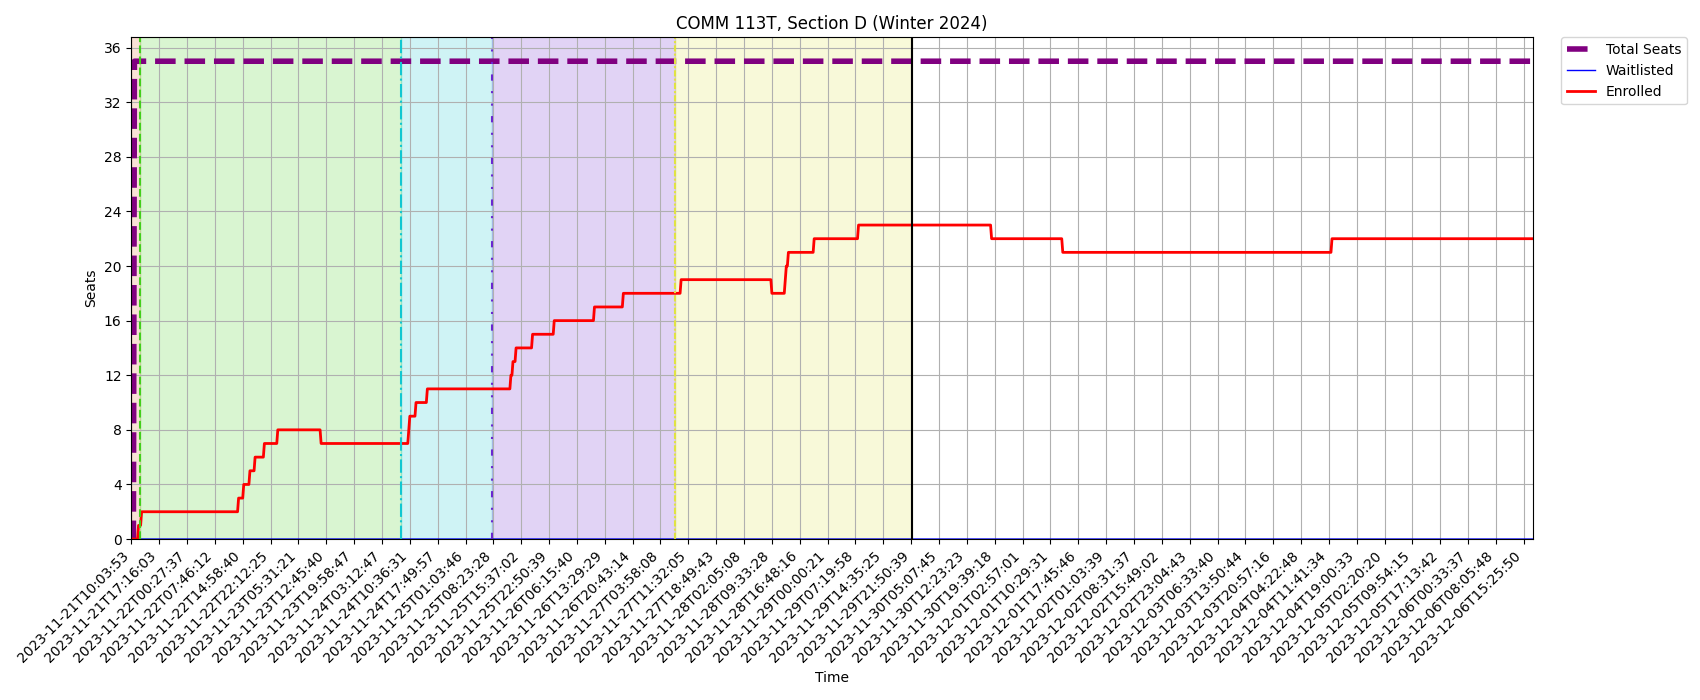 COMM 113T, Section D (Winter 2024)
Total Seats
Waitlisted
Enrolled
36
32
28
24
20
16
12
8
4
0
Seats
2023-11-21T10:03:53
2023-11-21T17:16:03
2023-11-22T00:27:37
2023-11-22T07:46:12
2023-11-22T14:58:40
2023-11-22T22:12:25
2023-11-23T05:31:21
2023-11-23T12:45:40
2023-11-23T19:58:47
2023-11-24T03:12:47
2023-11-24T10:36:31
2023-11-24T17:49:57
2023-11-25T01:03:46
2023-11-25T08:23:28
2023-11-25T15:37:02
2023-11-25T22:50:39
2023-11-26T06:15:40
2023-11-26T13:29:29
2023-11-26T20:43:14
2023-11-27T03:58:08
2023-11-27T11:32:05
2023-11-27T18:49:43
2023-11-28T02:05:08
2023-11-28T09:33:28
2023-11-28T16:48:16
2023-11-29T00:00:21
2023-11-29T07:19:58
2023-11-29T14:35:25
2023-11-29T21:50:39
2023-11-30T05:07:45
2023-11-30T12:23:23
2023-11-30T19:39:18
2023-12-01T02:57:01
2023-12-01T10:29:31
2023-12-01T17:45:46
2023-12-02T01:03:39
2023-12-02T08:31:37
2023-12-02T15:49:02
2023-12-02T23:04:43
2023-12-03T06:33:40
2023-12-03T13:50:44
2023-12-03T20:57:16
2023-12-04T04:22:48
2023-12-04T11:41:34
2023-12-04T19:00:33
2023-12-05T02:20:20
2023-12-05T09:54:15
2023-12-05T17:13:42
2023-12-06T00:33:37
2023-12-06T08:05:48
2023-12-06T15:25:50
Time